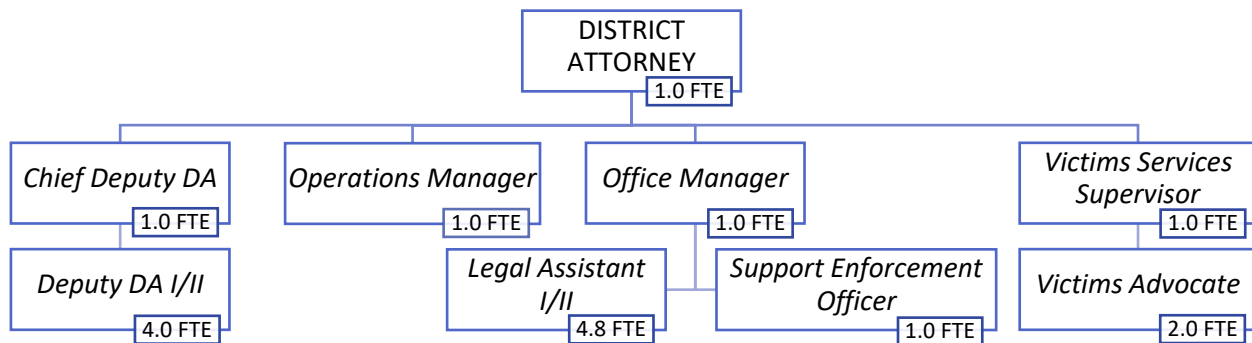 DISTRICT
ATTORNEY
1.0 FTE
Chief Deputy DA
1.0 FTE
Operations Manager
1.0 FTE
Office Manager
1.0 FTE
Victims Services
Supervisor
1.0 FTE
Deputy DA I/II
4.0 FTE
Legal Assistant
I/II
4.8 FTE
Support Enforcement
Officer
1.0 FTE
Victims Advocate
2.0 FTE